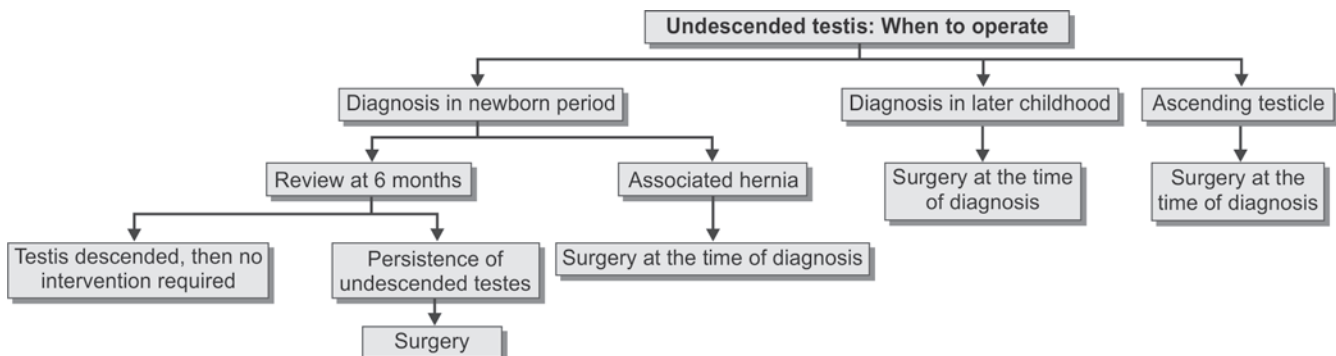 Undescended testis: When to operate
Diagnosis in newborn period
Diagnosis in later childhood
Ascending testicle
Review at 6 months
Associated hernia
Surgery at the time
of diagnosis
Surgery at the
time of diagnosis
Testis descended, then no
intervention required
Persistence of
undescended testes
Surgery at the time of diagnosis
Surgery